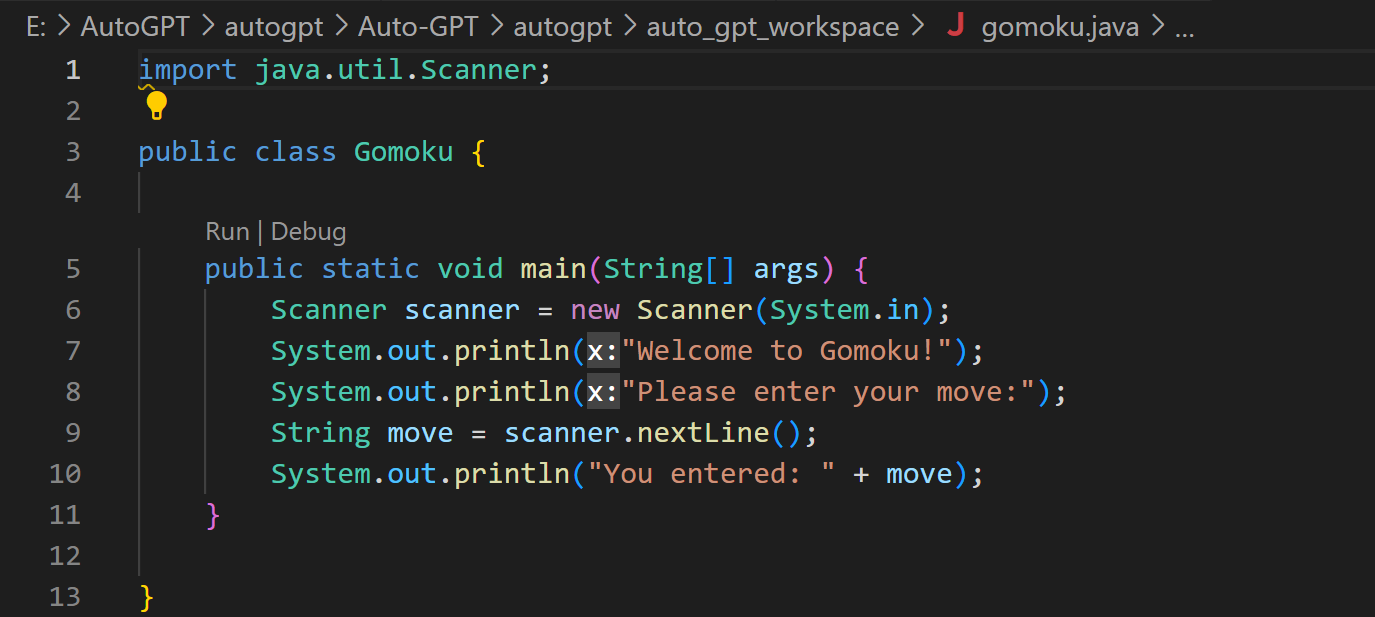 E: > AutoGPT > autogpt > Auto-GPT > autogpt > auto_gpt_workspace > J gomoku.java > ...
1 import java.util.Scanner;
2
3 public class Gomoku {
4
Run | Debug
5 public static void main(String[] args) {
6 Scanner scanner = new Scanner(System.in);
7 System.out.println(x:"Welcome to Gomoku!");
8 System.out.println(x:"Please enter your move:");
9 String move = scanner.nextLine();
10 System.out.println("You entered: " + move);
11 }
12
13 }